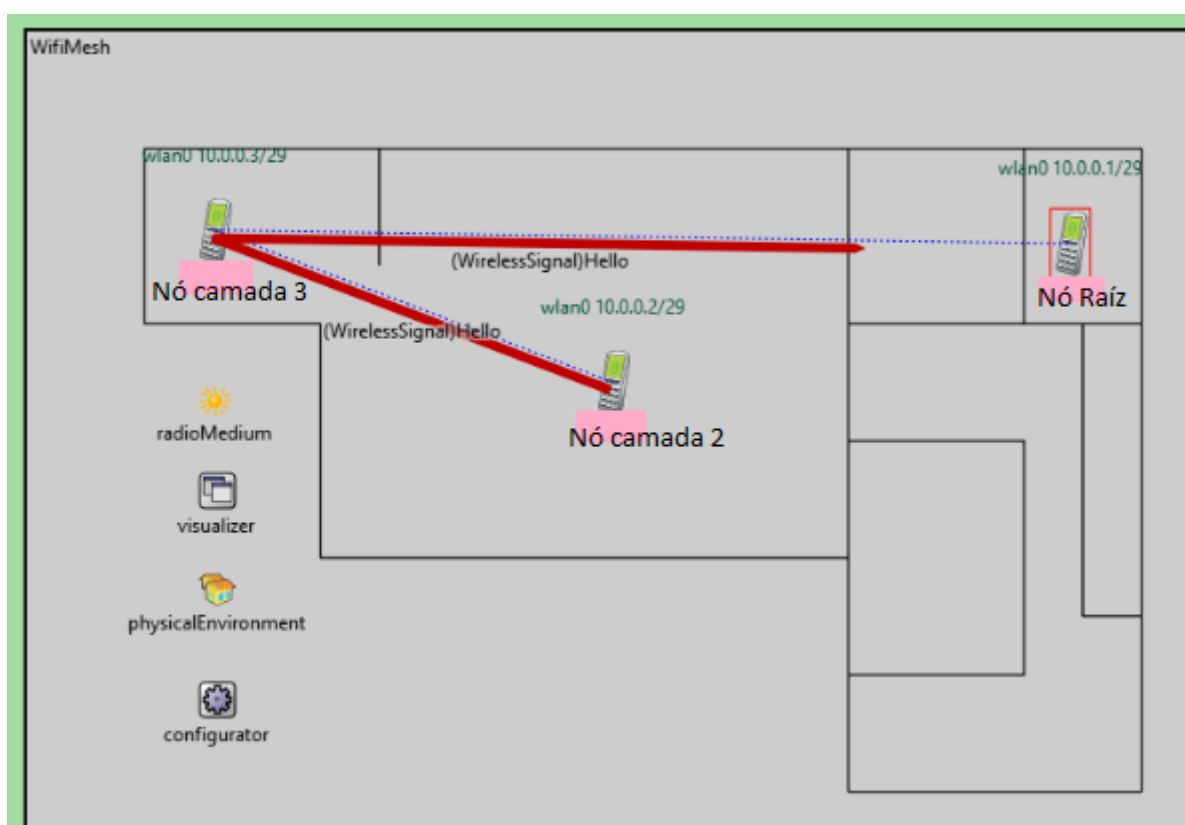 WifiMesh
wlan0 10.0.0.3/29
wlan0 10.0.0.1/29
(WirelessSignal)Hello
Nó camada 3
Nó Raíz
wlan0 10.0.0.2/29
(WirelessSignal)Hello
Nó camada 2
radioMedium
visualizer
physicalEnvironment
configurator